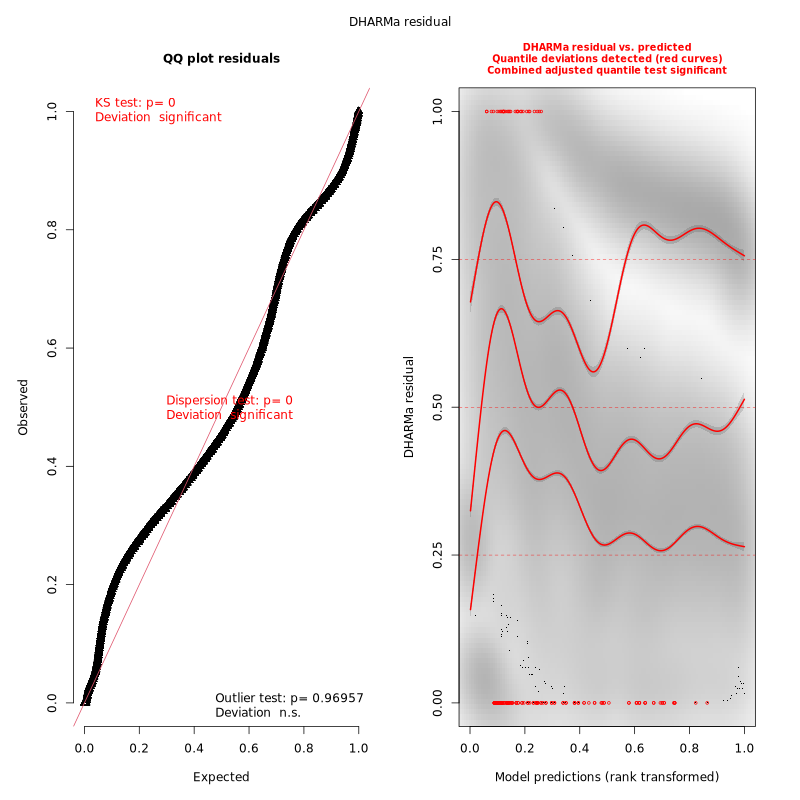 DHARMa residual
QQ plot residuals
KS test: p= 0
Deviation significant
Dispersion test: p= 0
Deviation significant
Outlier test: p= 0.96957
Deviation n.s.
Observed
0.0 0.2 0.4 0.6 0.8 1.0
0.0 0.2 0.4 0.6 0.8 1.0
Expected
DHARMa residual vs. predicted
Quantile deviations detected (red curves)
Combined adjusted quantile test significant
DHARMa residual
0.00 0.25 0.50 0.75 1.00
0.0 0.2 0.4 0.6 0.8 1.0
Model predictions (rank transformed)